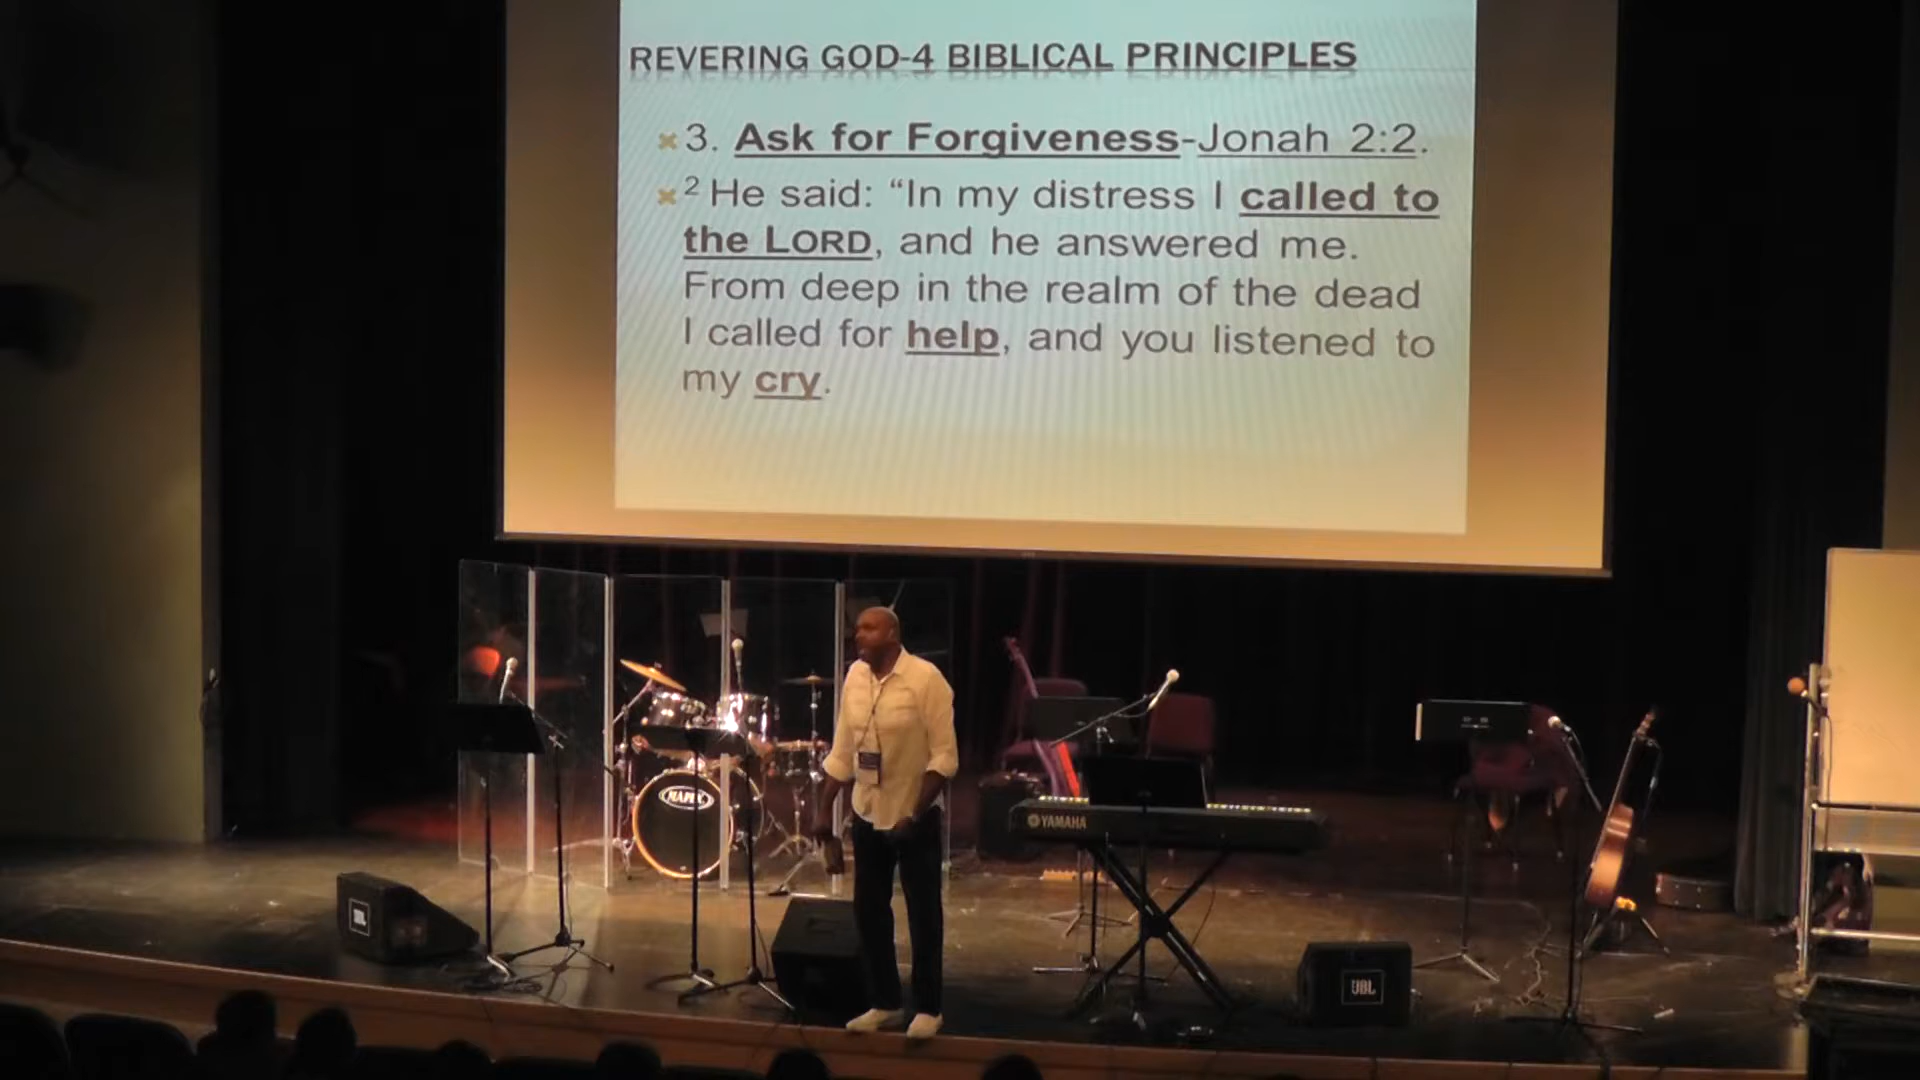 REVERING GOD-4 BIBLICAL PRINCIPLES
3. Ask for Forgiveness-Jonah 2:2.
2 He said: “In my distress I called to
the LORD, and he answered me.
From deep in the realm of the dead
I called for help, and you listened to
my cry.
MAPEX
YAMAHA
JBL
JBL